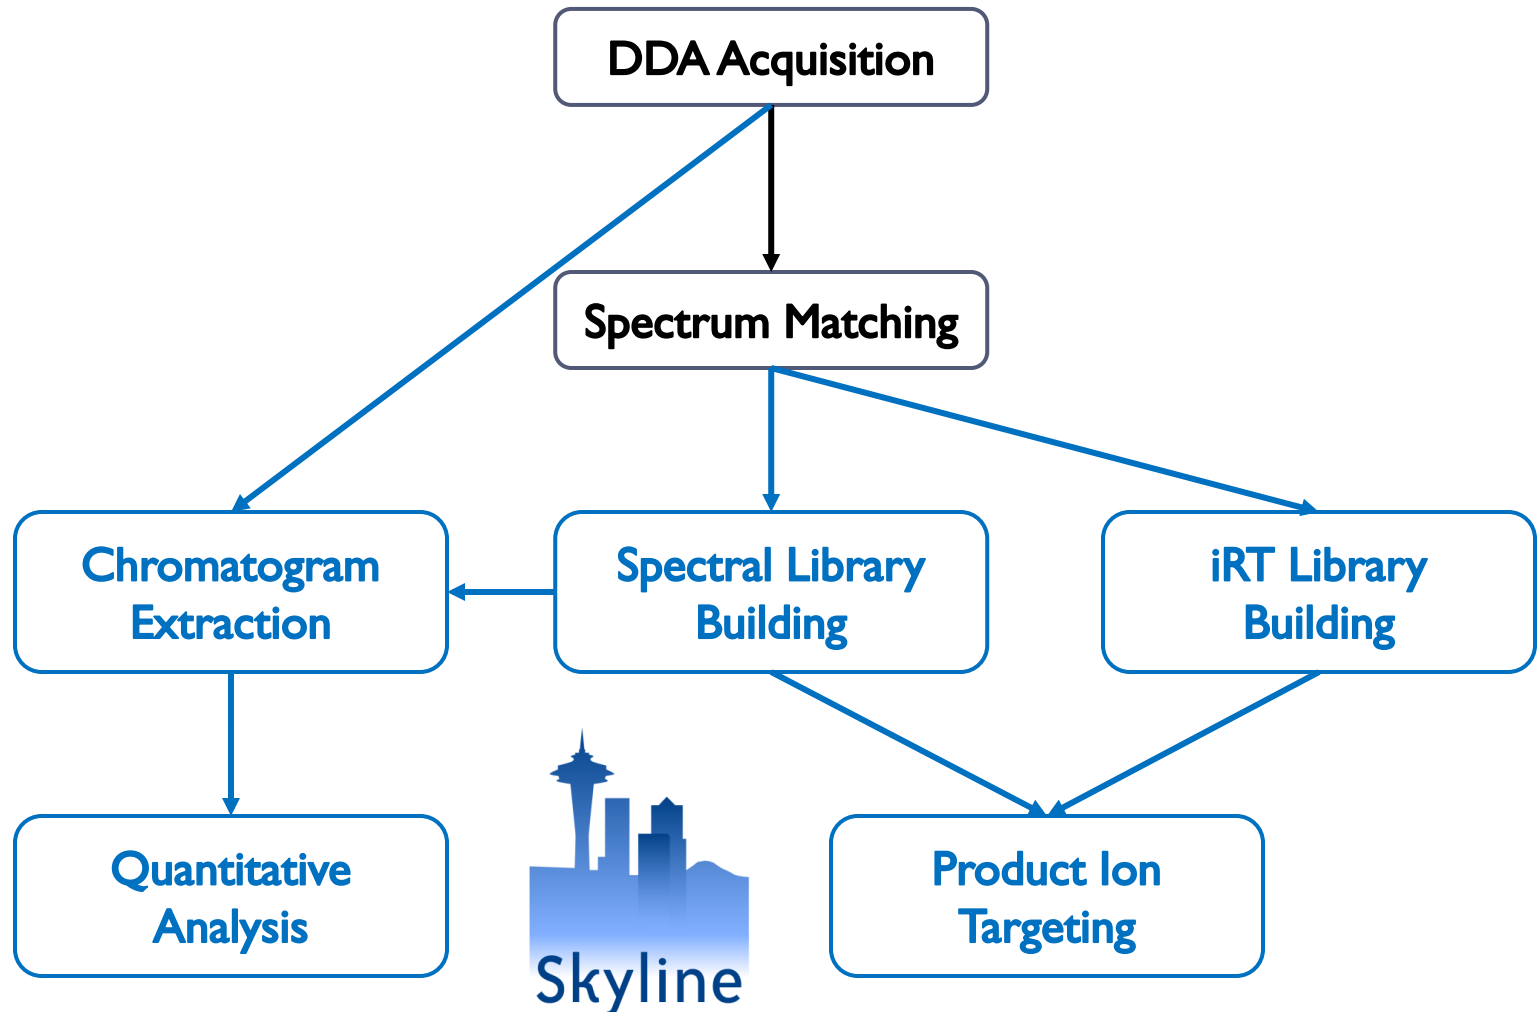 DDA Acquisition
Spectrum Matching
Chromatogram
Extraction
Spectral Library
Building
iRT Library
Building
Quantitative
Analysis
Product Ion
Targeting
Skyline